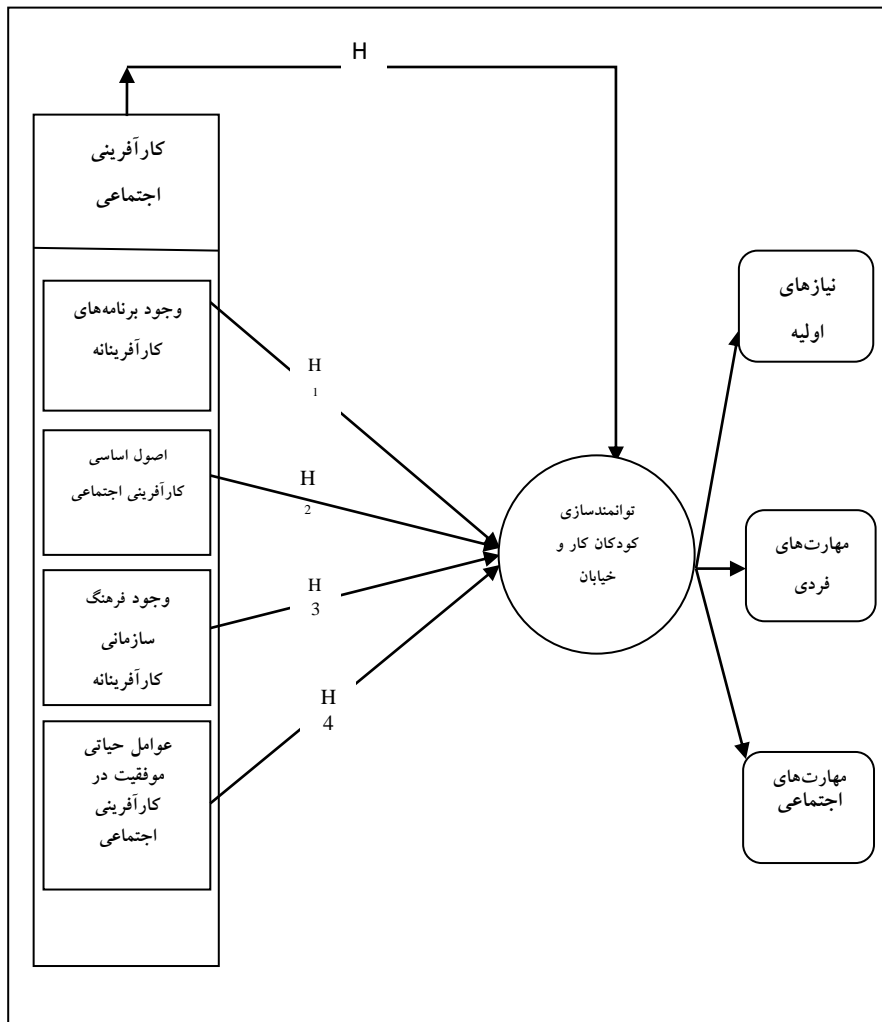 H
کارآفرینی
اجتماعی
وجود برنامه‌های
کارآفرینانه
H
1
اصول اساسی
کارآفرینی اجتماعی
H
2
وجود فرهنگ
سازمانی
کارآفرینانه
H
3
عوامل حیاتی
موفقیت در
کارآفرینی
اجتماعی
H
4
توانمندسازی
کودکان کار و
خیابان
نیازهای
اولیه
مهارت‌های
فردی
مهارت‌های
اجتماعی